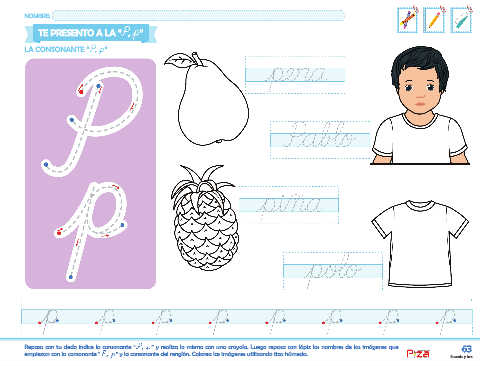 NOMBRE:
TE PRESENTO A LA "P, p"
LA CONSONANTE "P, p"
P
p
pera
Pablo
piña
polo
p p p p p p p p
Repasa con tu dedo índice la consonante "P, p" y realiza lo mismo con una crayola. Luego repasa con lápiz los nombres de las imágenes que
empiezan con la consonante "P, p" y la consonante del renglón. Colorea las imágenes utilizando tiza húmeda.
63